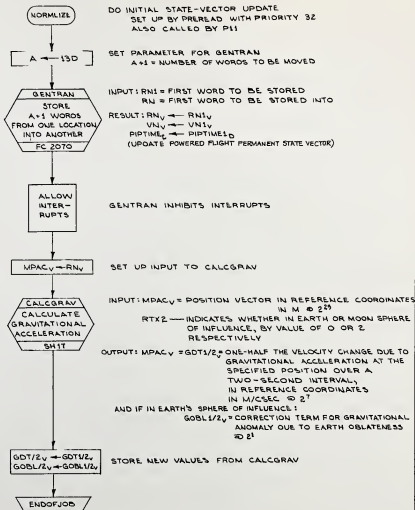 NORMLIZE
DO INITIAL STATE-VECTOR UPDATE
SET UP BY PREREAD WITH PRIORITY 32
ALSO CALLED BY P11
A ← 13D
SET PARAMETER FOR GENTRAN
A+1 = NUMBER OF WORDS TO BE MOVED
GENTRAN
STORE
A+1 WORDS
FROM ONE LOCATION
INTO ANOTHER
FC 2070
INPUT: RN1 = FIRST WORD TO BE STORED
RN = FIRST WORD TO BE STORED INTO
RESULT: RNV ← RN1V
VNV ← VN1V
PIPTIMEt ← PIPTIME1D
(UPDATE POWERED FLIGHT PERMANENT STATE VECTOR)
ALLOW
INTER-
RUPTS
GENTRAN INHIBITS INTERRUPTS
MPACV ← RNV
SET UP INPUT TO CALCGRAV
CALCGRAV
CALCULATE
GRAVITATIONAL
ACCELERATION
SH 17
INPUT: MPACV = POSITION VECTOR IN REFERENCE COORDINATES
IN M @ 2^29
RTX2 — INDICATES WHETHER IN EARTH OR MOON SPHERE
OF INFLUENCE, BY VALUE OF 0 OR 2
RESPECTIVELY
OUTPUT: MPACV = GDT1/2V = ONE-HALF THE VELOCITY CHANGE DUE TO
GRAVITATIONAL ACCELERATION AT THE
SPECIFIED POSITION OVER A
TWO-SECOND INTERVAL,
IN REFERENCE COORDINATES
IN M/CSEC @ 2^7
AND IF IN EARTH'S SPHERE OF INFLUENCE:
GOBL1/2V = CORRECTION TERM FOR GRAVITATIONAL
ANOMALY DUE TO EARTH OBLATENESS
GDT/2V ← GDT1/2V
GOBL/2V ← GOBL1/2V
STORE NEW VALUES FROM CALCGRAV
ENDOFJOB